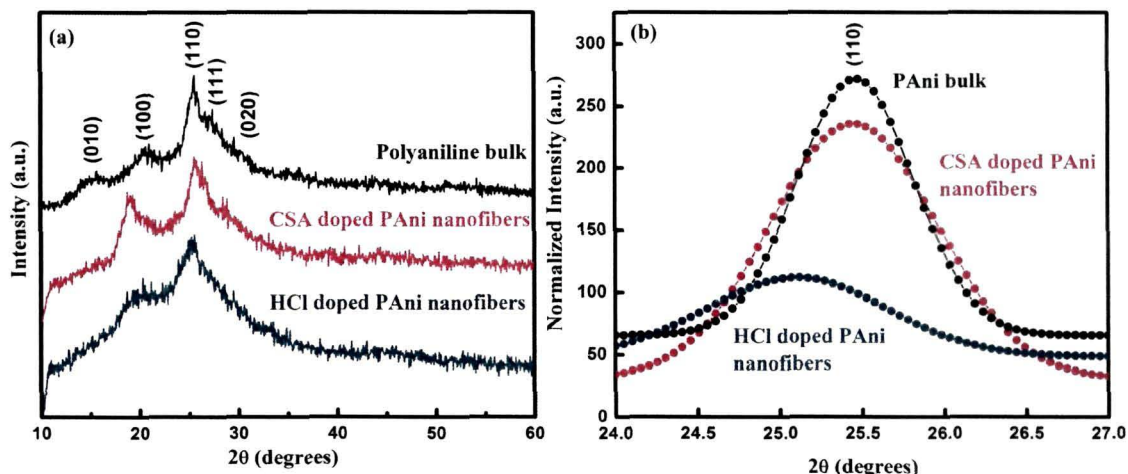 (a)
(010)
(100)
(110)
(111)
(020)
Polyaniline bulk
CSA doped PAni nanofibers
HCl doped PAni nanofibers
Intensity (a.u.)
10 20 30 40 50 60
2θ (degrees)
(b)
(110)
PAni bulk
CSA doped PAni
nanofibers
HCl doped PAni
nanofibers
Normalized Intensity (a.u.)
300
250
200
150
100
50
0
24.0 24.5 25.0 25.5 26.0 26.5 27.0
2θ (degrees)